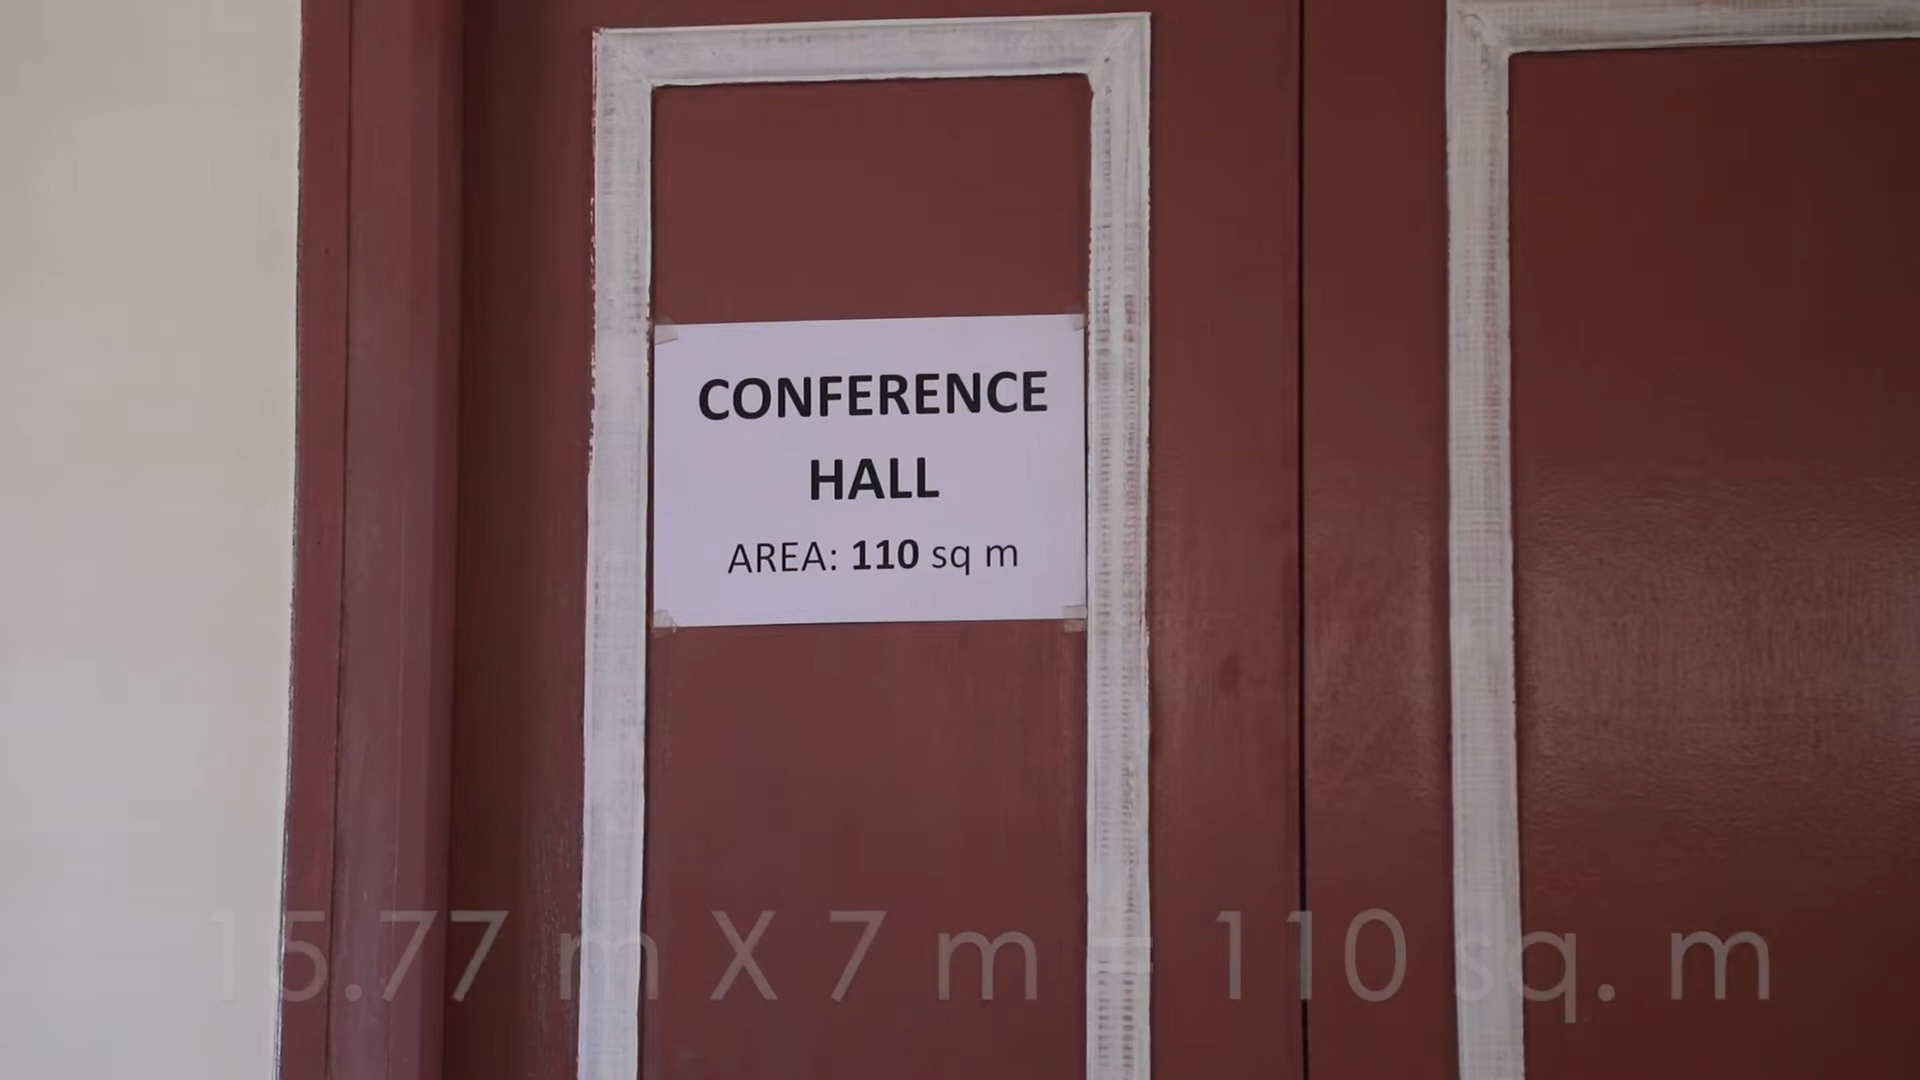 CONFERENCE
HALL
AREA: 110 sq m
15.77 m X 7 m = 110 sq. m